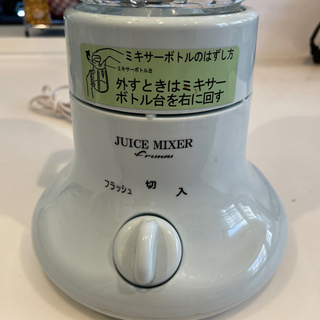 ミキサーボトルのはずし方
ミキサーボトル台
外すときはミキサー
ボトル台を右に回す
JUICE MIXER
フラッシュ 切 入